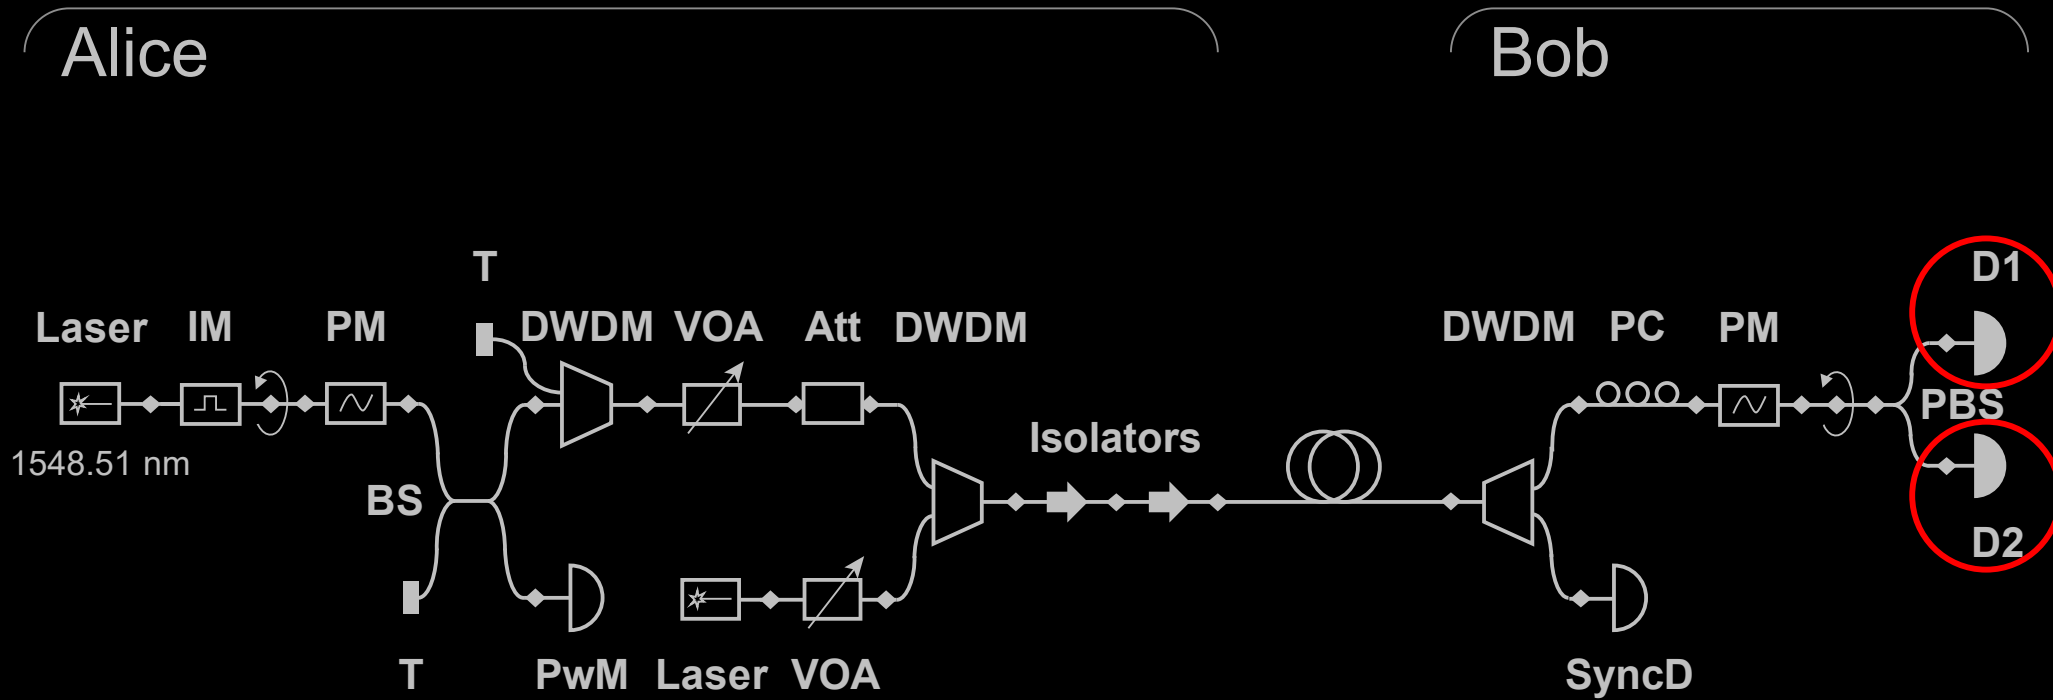 Alice
Bob
T
D1
Laser
IM
PM
DWDM
VOA
Att
DWDM
DWDM
PC
PM
PBS
1548.51 nm
Isolators
BS
D2
T
PwM
Laser
VOA
SyncD